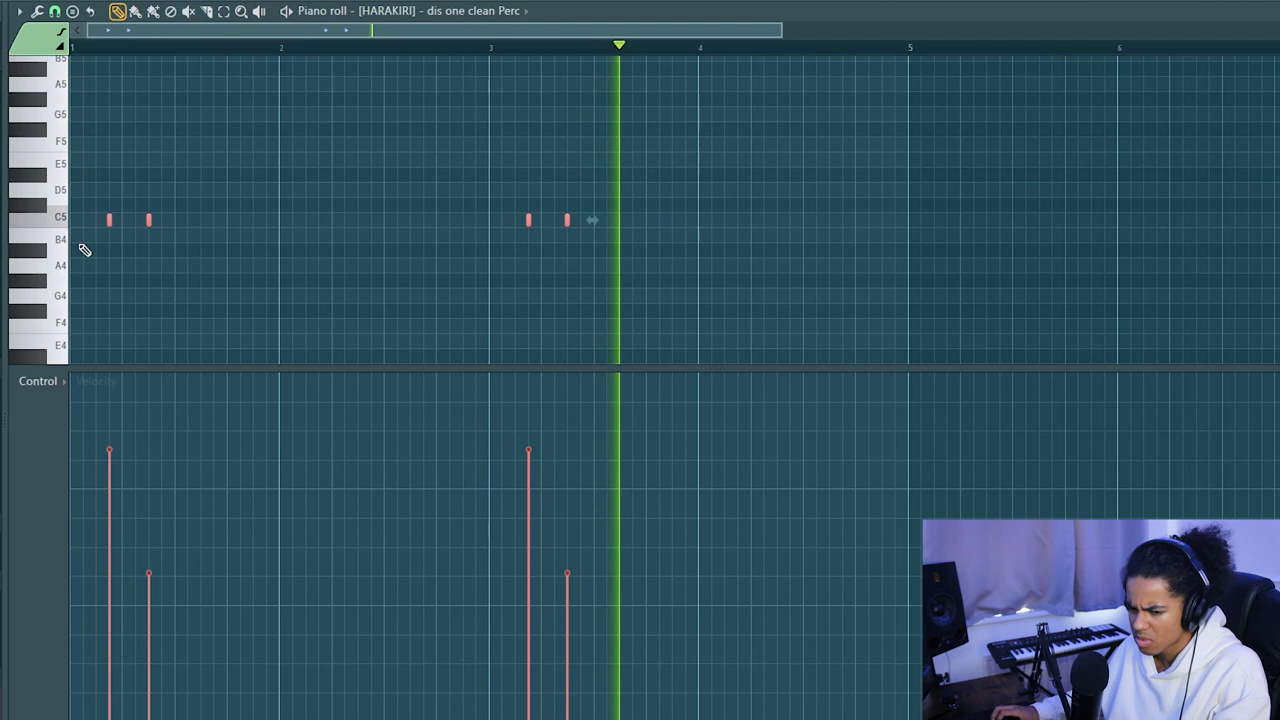 Piano roll - [HARAKIRI] - dis one clean Perc
1 2 3 4 5 6
B5
A5
G5
F5
E5
D5
C5
B4
A4
G4
F4
E4
Control Velocity